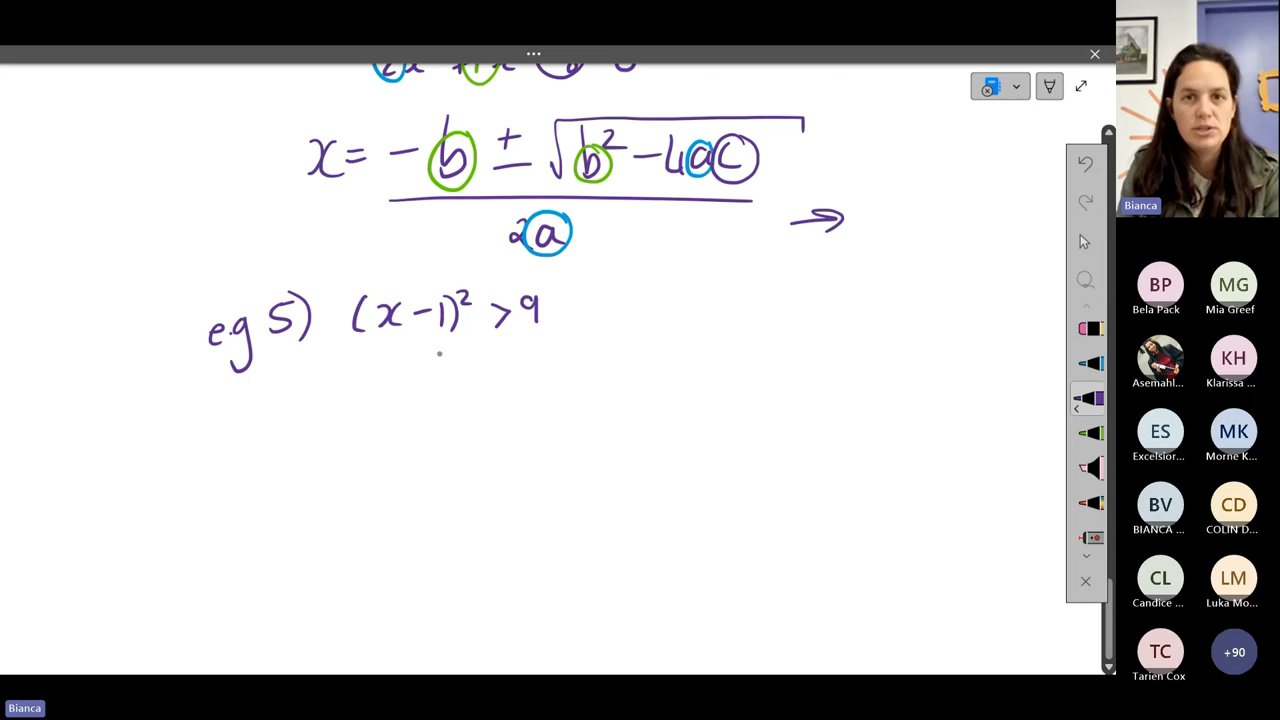 x = -b ± √b² - 4ac
2a
→
e.g 5) (x - 1)² > 9
Bianca
BP
MG
Bela Pack
Mia Greef
KH
Asemahl...
Klarissa ...
ES
MK
Excelsior...
Morne K...
BV
CD
BIANCA ...
COLIN D...
CL
LM
Candice ...
Luka Mo...
TC
+90
Tarien Cox
Bianca